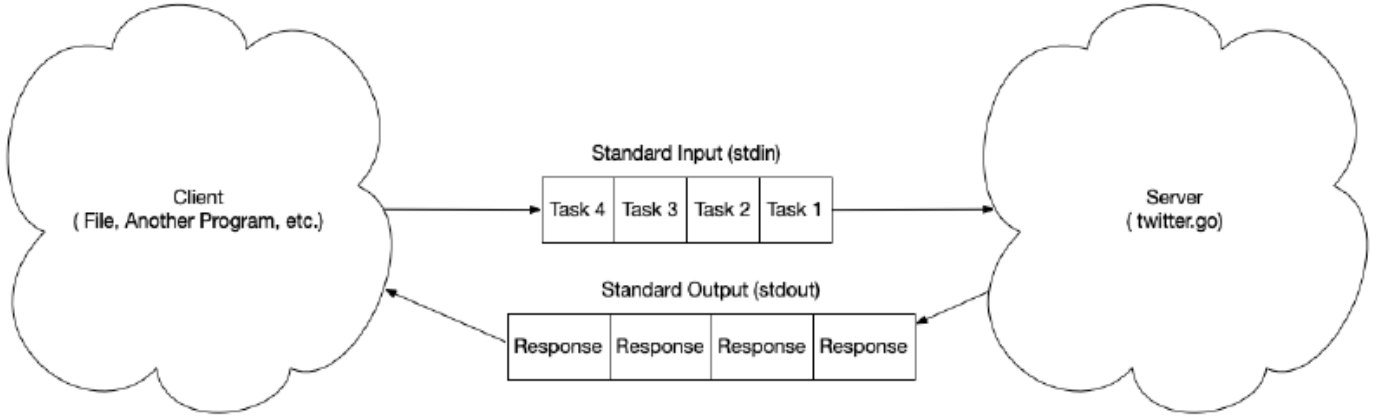 Standard Input (stdin)
Client
( File, Another Program, etc.)
Task 4 Task 3 Task 2 Task 1
Server
( twitter.go)
Standard Output (stdout)
Response Response Response Response